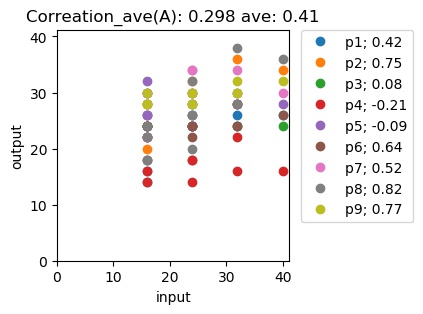 Correation_ave(A): 0.298 ave: 0.41
output
40
30
20
10
0
0 10 20 30 40
input
p1; 0.42
p2; 0.75
p3; 0.08
p4; -0.21
p5; -0.09
p6; 0.64
p7; 0.52
p8; 0.82
p9; 0.77